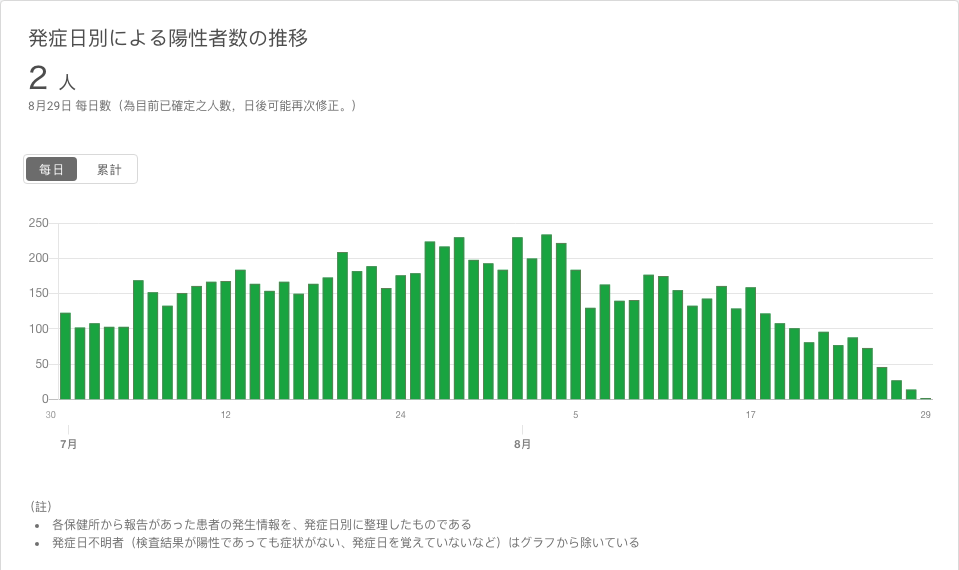 発症日別による陽性者数の推移
2 人
8月29日 每日數（為目前已確定之人數，日後可能再次修正。）
每日 累計
250
200
150
100
50
0
30 12 24 5 17 29
7月 8月
（註）
• 各保健所から報告があった患者の発生情報を、発症日別に整理したものである
• 発症日不明者（検査結果が陽性であっても症状がない、発症日を覚えていないなど）はグラフから除いている